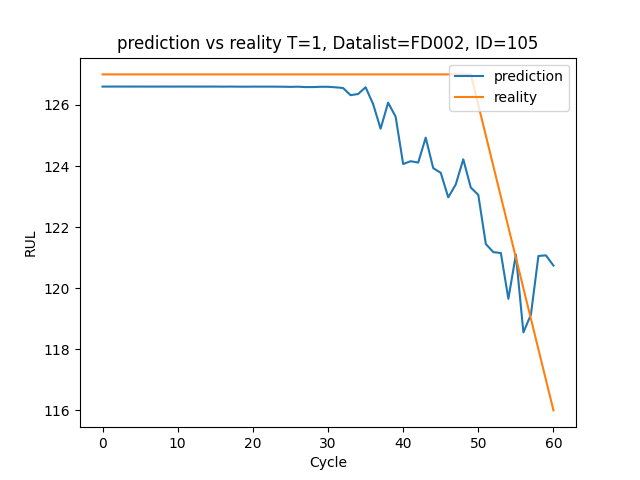 prediction vs reality T=1, Datalist=FD002, ID=105
prediction
reality
126
124
122
120
118
116
RUL
0 10 20 30 40 50 60
Cycle